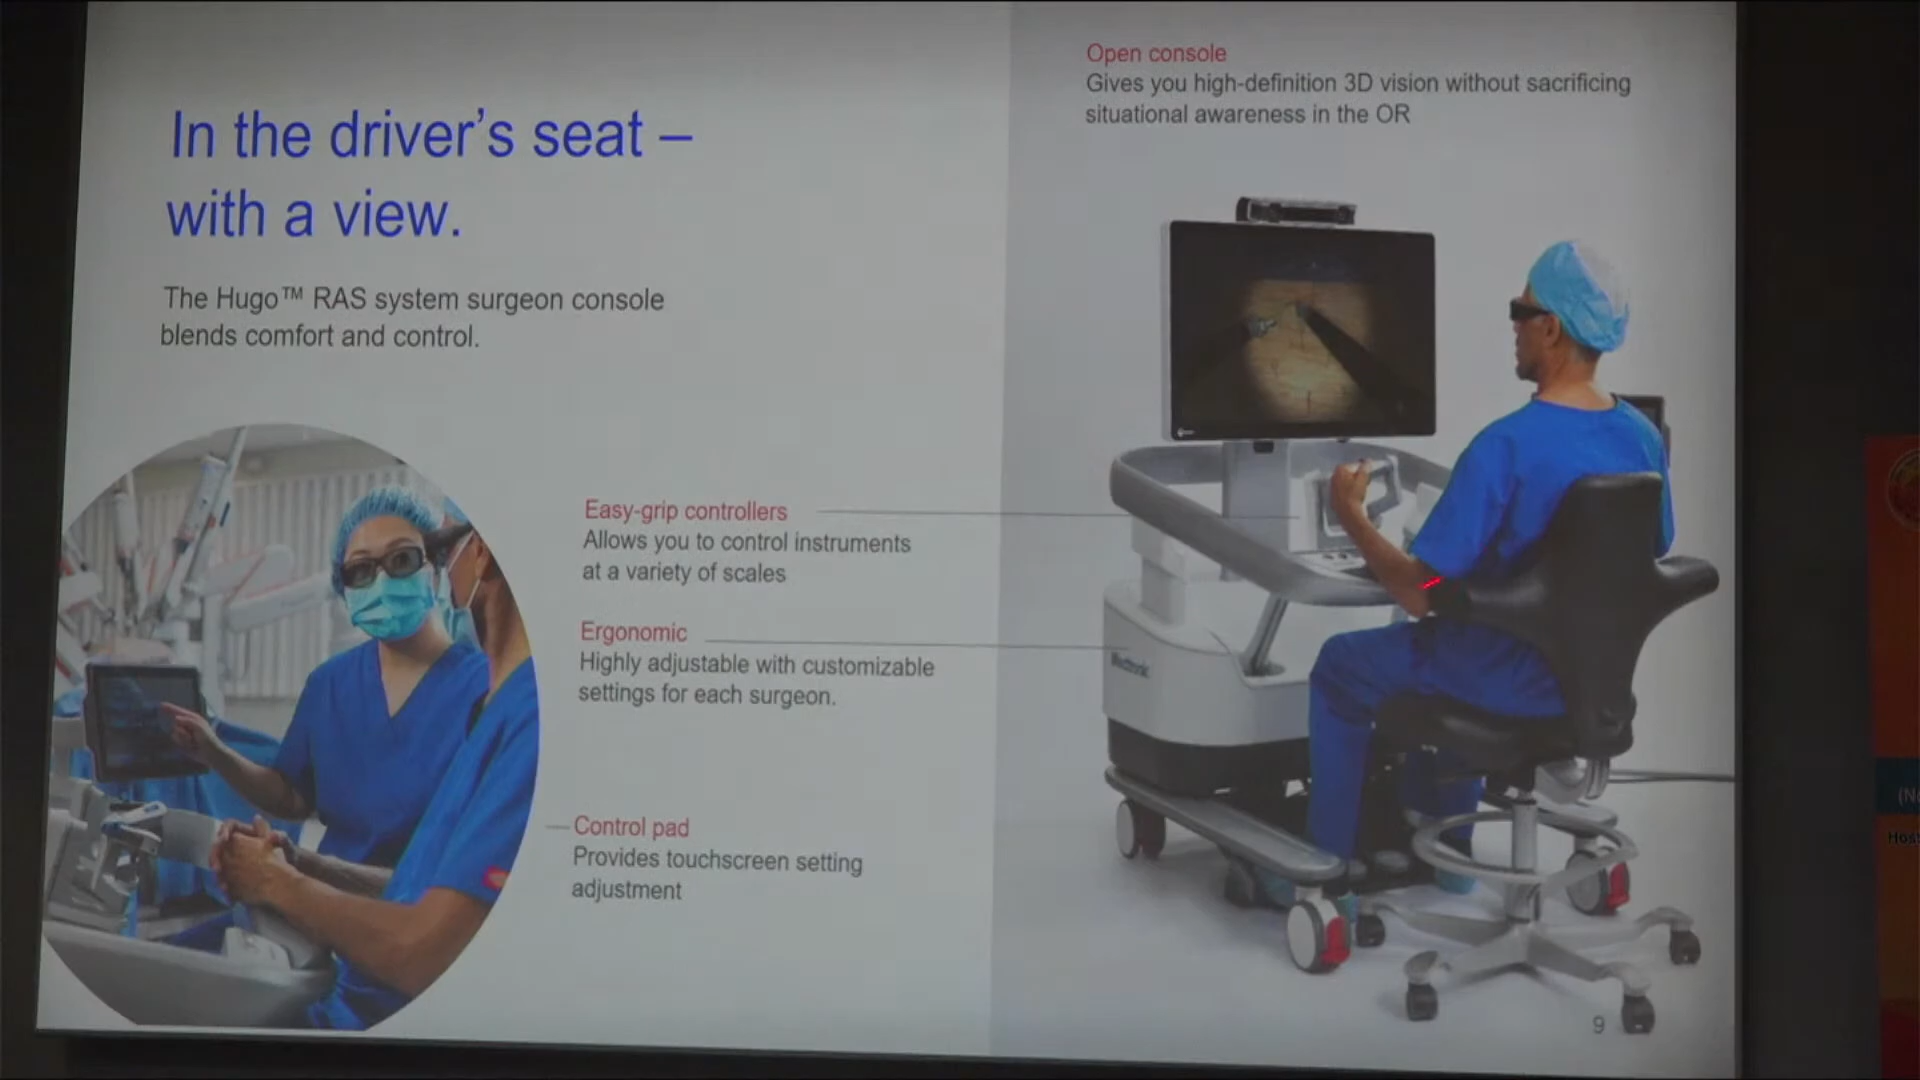 In the driver's seat –
with a view.
The Hugo™ RAS system surgeon console
blends comfort and control.
Open console
Gives you high-definition 3D vision without sacrificing
situational awareness in the OR
Easy-grip controllers
Allows you to control instruments
at a variety of scales
Ergonomic
Highly adjustable with customizable
settings for each surgeon.
Medtronic
Control pad
Provides touchscreen setting
adjustment
9